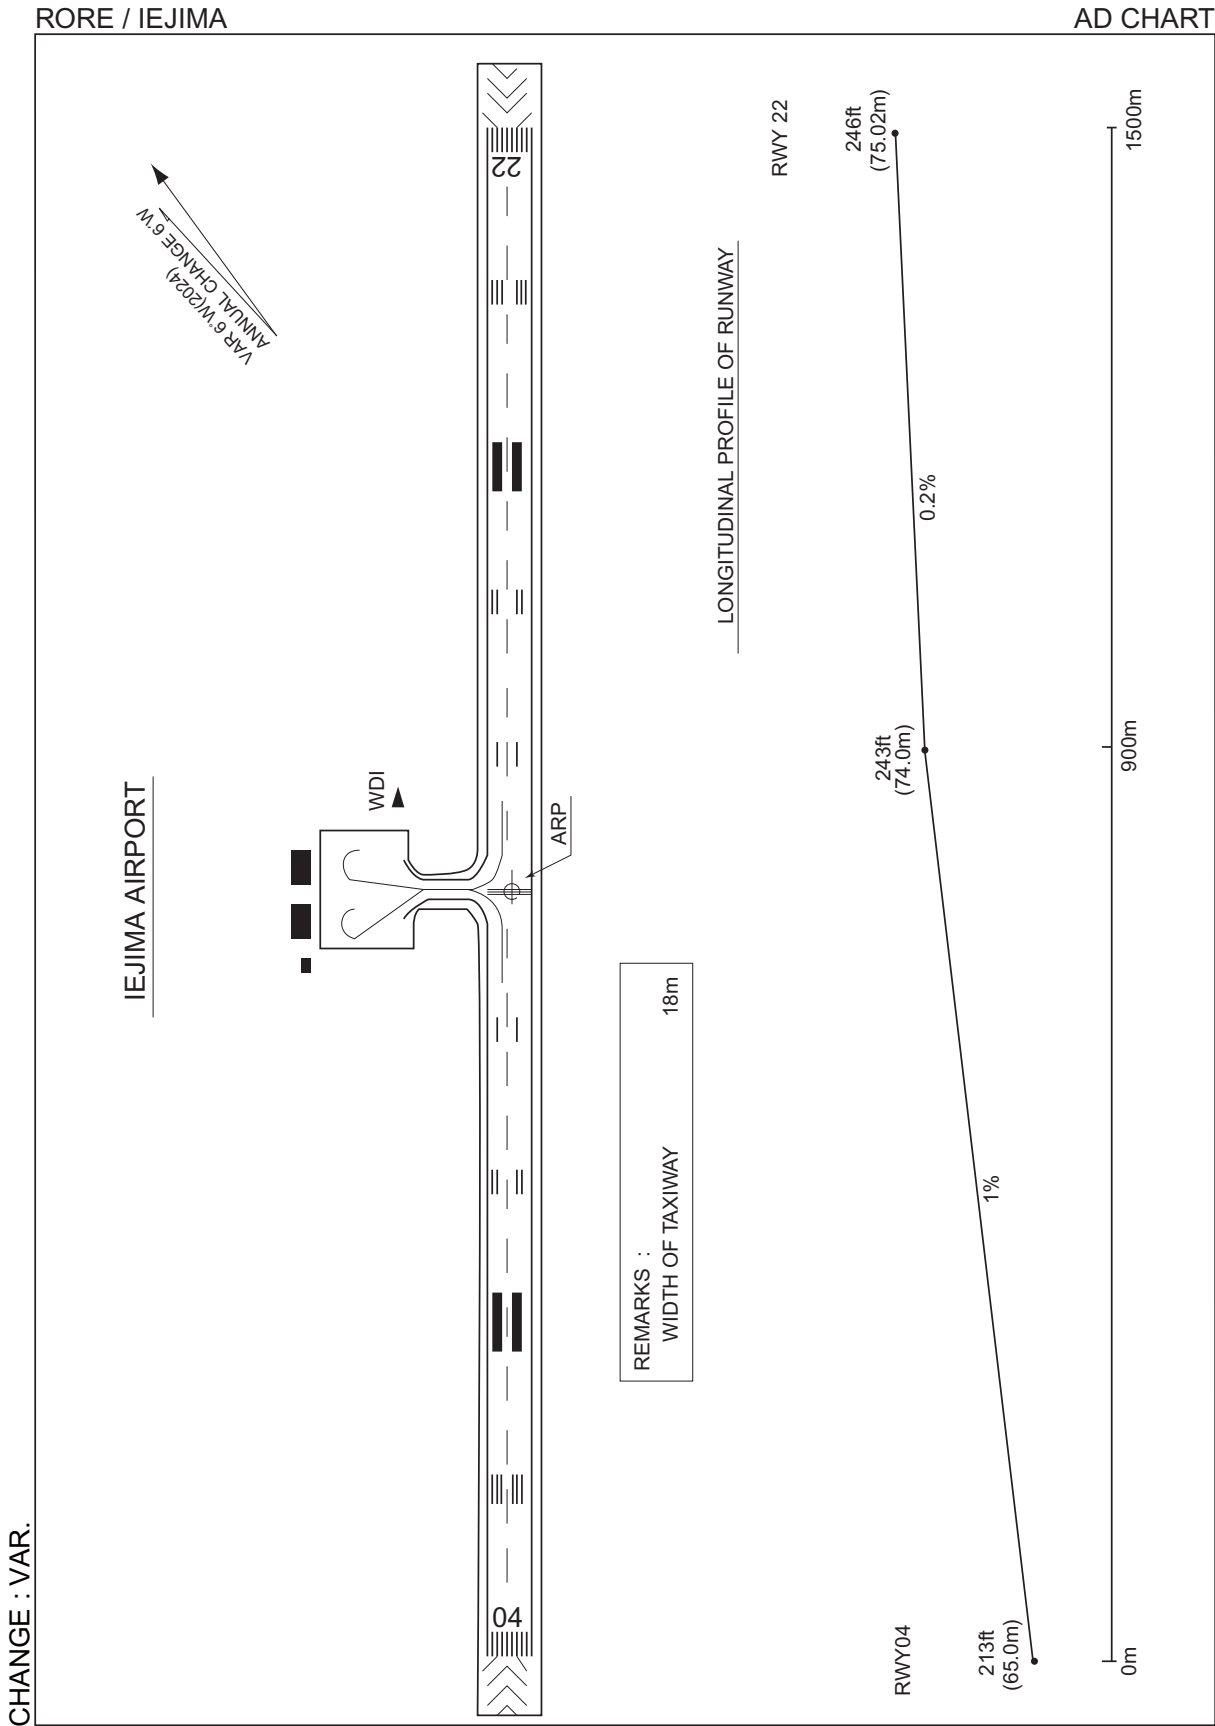 RORE / IEJIMA
AD CHART
CHANGE : VAR.
IEJIMA AIRPORT
VAR 6°W(2024)
ANNUAL CHANGE 6'W
WDI
ARP
04
22
REMARKS :
WIDTH OF TAXIWAY 18m
LONGITUDINAL PROFILE OF RUNWAY
RWY04
RWY 22
213ft
(65.0m)
1%
243ft
(74.0m)
0.2%
246ft
(75.02m)
0m
900m
1500m